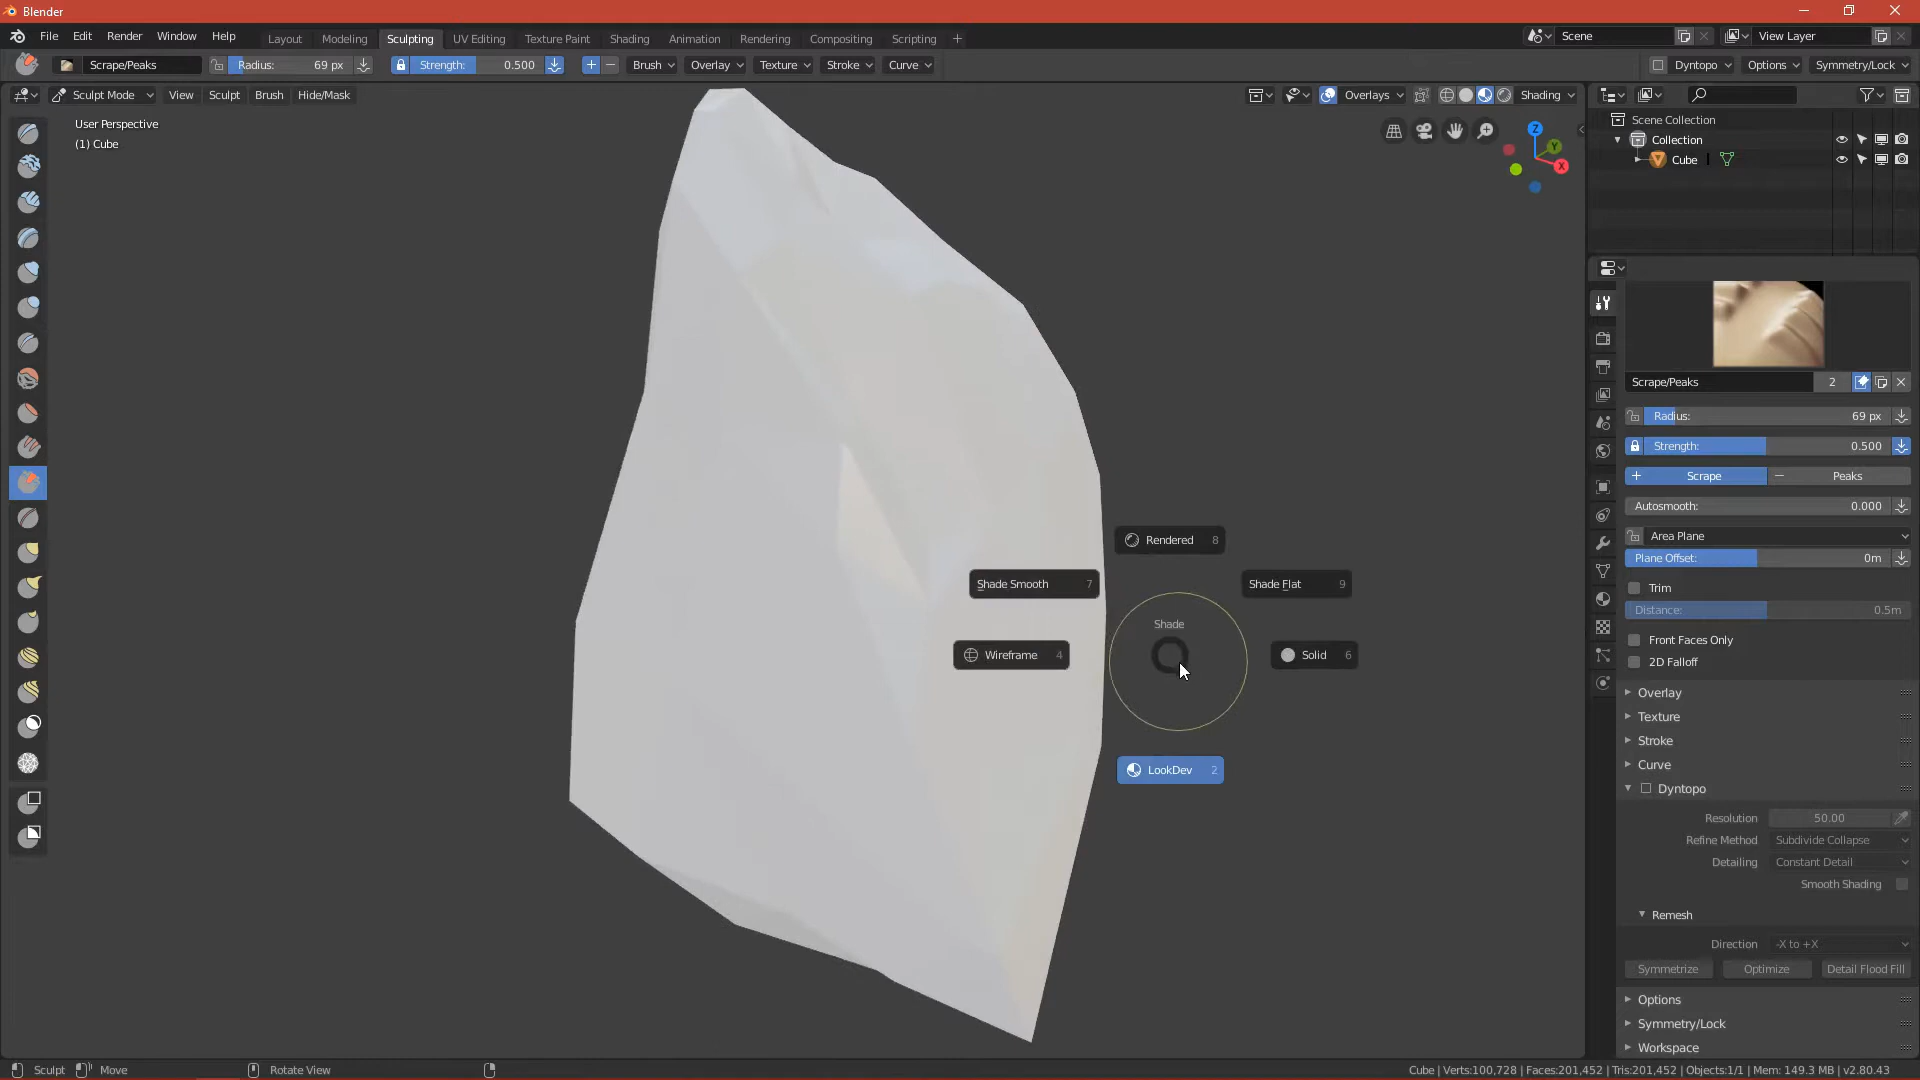 Blender
File Edit Render Window Help Layout Modeling Sculpting UV Editing Texture Paint Shading Animation Rendering Compositing Scripting + Scene View Layer
Scrape/Peaks Radius: 69 px Strength: 0.500 Brush Overlay Texture Stroke Curve Dyntopo Options Symmetry/Lock
Sculpt Mode View Sculpt Brush Hide/Mask Overlays Shading
User Perspective
(1) Cube
Z
Y
X
Scene Collection
Collection
Cube
Scrape/Peaks 2
Radius: 69 px
Strength: 0.500
Scrape Peaks
Autosmooth: 0.000
Area Plane
Plane Offset: 0m
Trim
Distance: 0.5m
Front Faces Only
2D Falloff
Overlay
Texture
Stroke
Curve
Dyntopo
Resolution 50.00
Refine Method Subdivide Collapse
Detailing Constant Detail
Smooth Shading
Remesh
Direction -X to +X
Symmetrize Optimize Detail Flood Fill
Options
Symmetry/Lock
Workspace
Rendered 8
Shade Smooth 7
Shade Flat 9
Shade
Wireframe 4
Solid 6
LookDev 2
Sculpt Move Rotate View Cube | Verts:100,728 | Faces:201,452 | Tris:201,452 | Objects:1/1 | Mem: 149.3 MB | v2.80.43